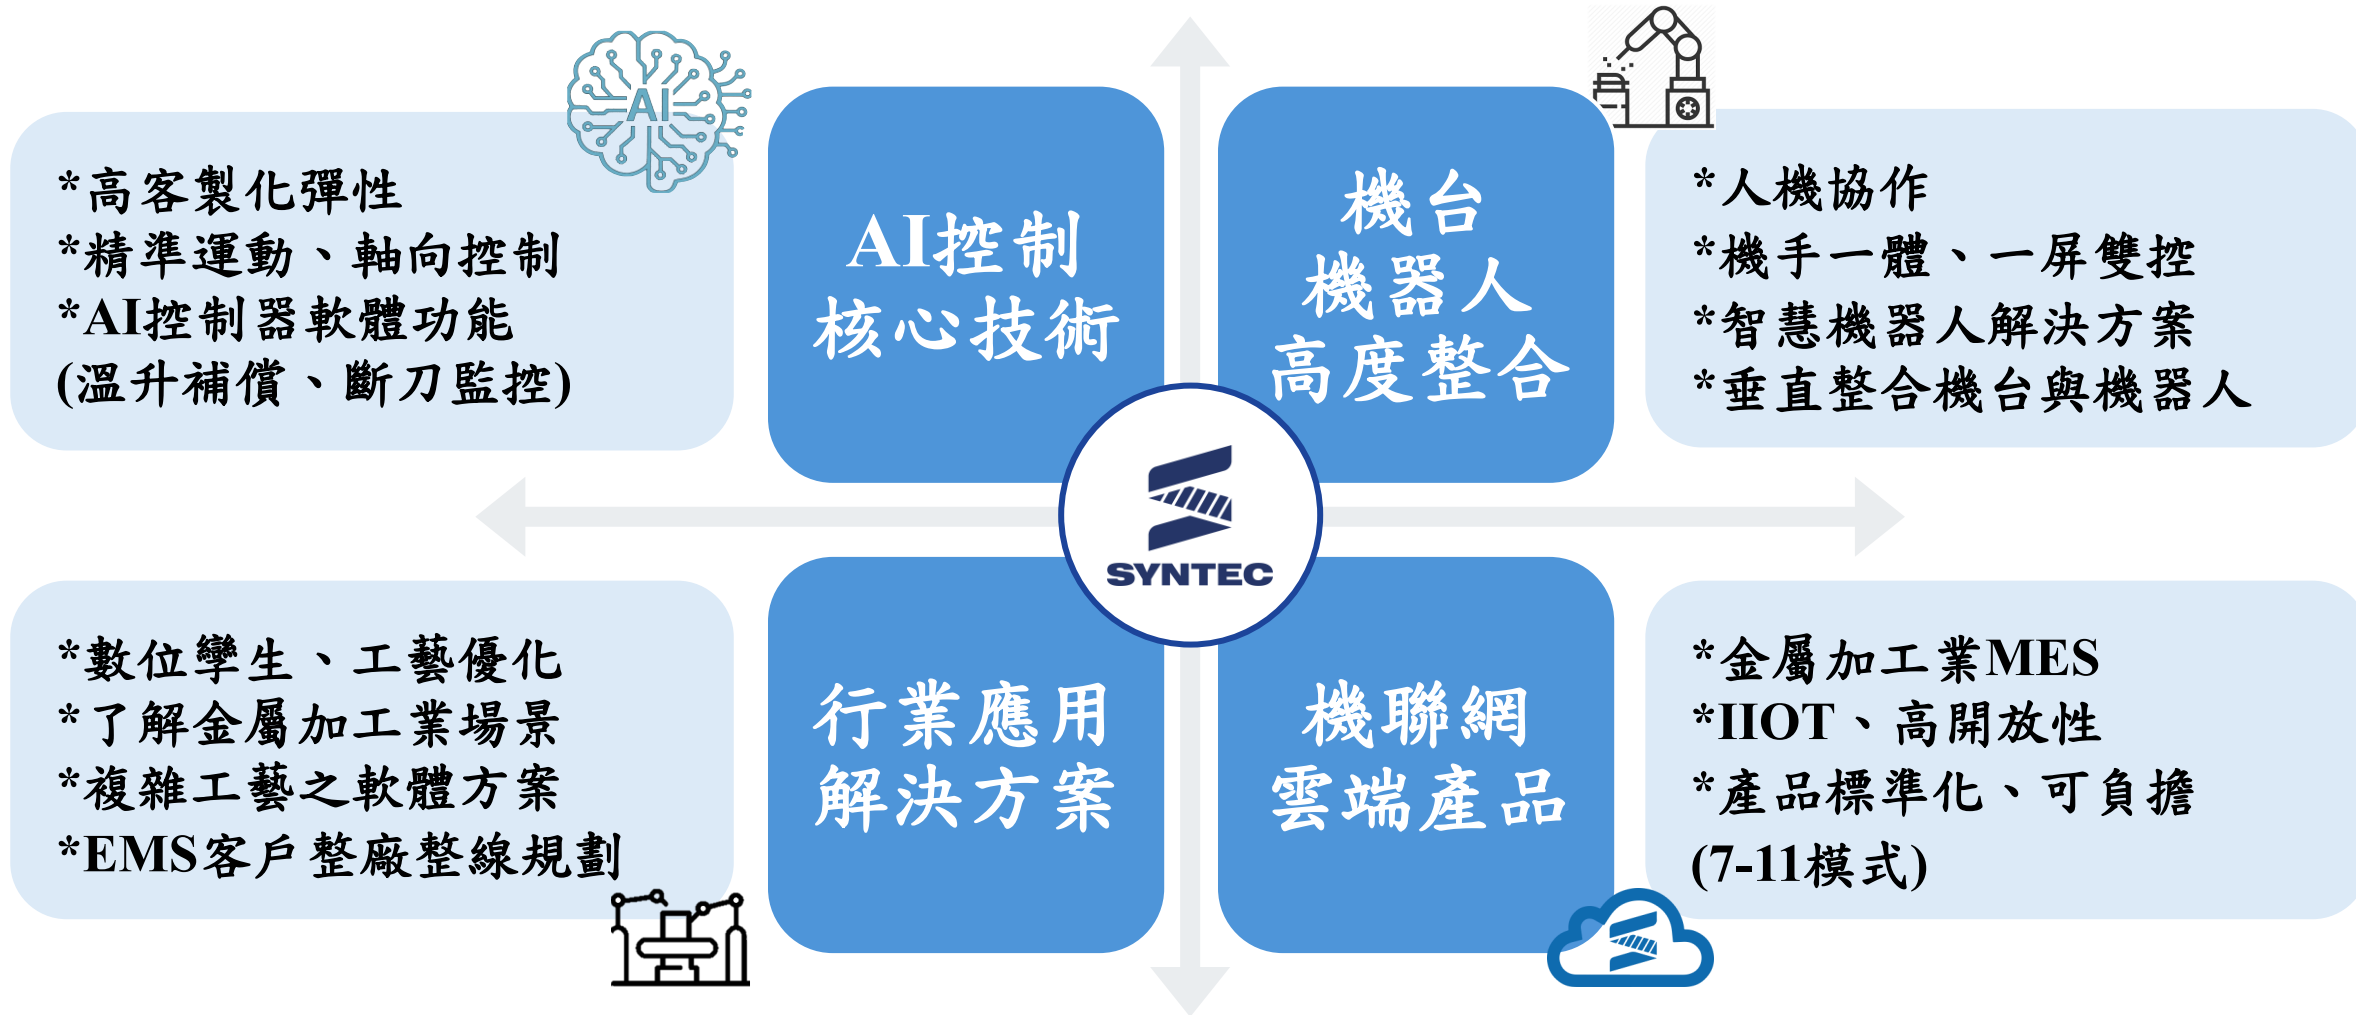 AI
*高客製化彈性
*精準運動、軸向控制
*AI控制器軟體功能
(溫升補償、斷刀監控)
AI控制
核心技術
機台
機器人
高度整合
*人機協作
*機手一體、一屏雙控
*智慧機器人解決方案
*垂直整合機台與機器人
SYNTEC
*數位孿生、工藝優化
*了解金屬加工業場景
*複雜工藝之軟體方案
*EMS客戶整廠整線規劃
行業應用
解決方案
機聯網
雲端產品
*金屬加工業MES
*IIOT、高開放性
*產品標準化、可負擔
(7-11模式)